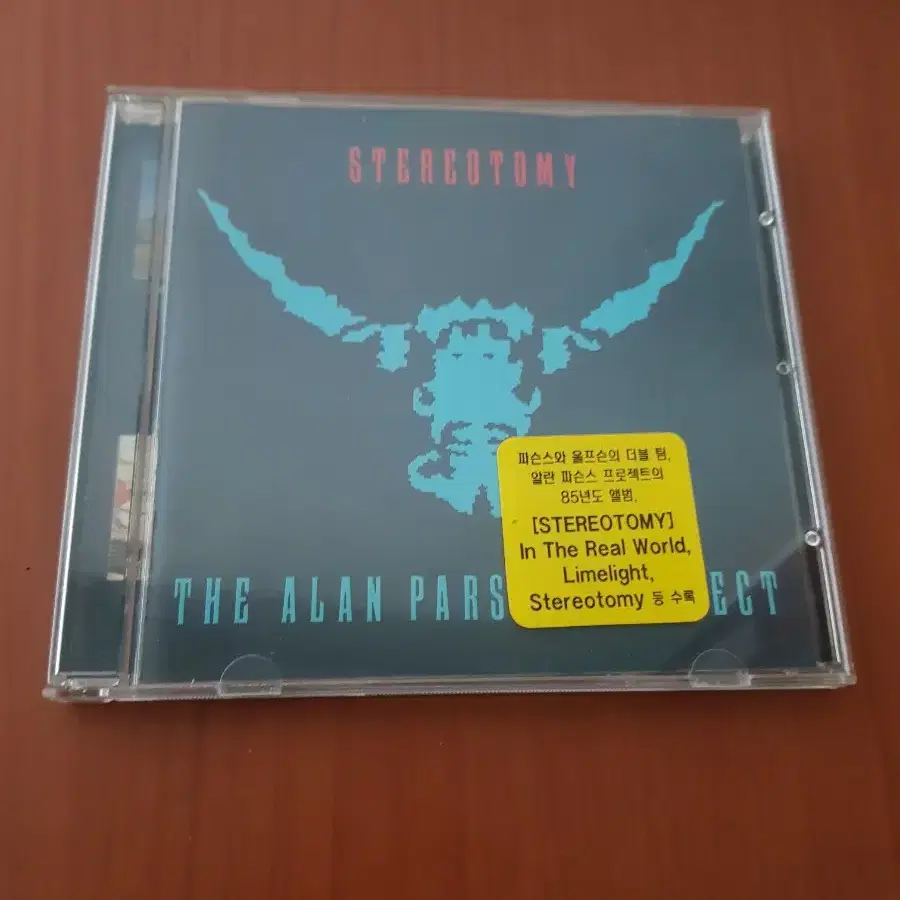 STEREOTOMY
파슨스와 울프슨의 더블 팀,
알란 파슨스 프로젝트의
85년도 앨범,
[STEREOTOMY]
In The Real World,
Limelight,
Stereotomy 등 수록
THE ALAN PARS ECT